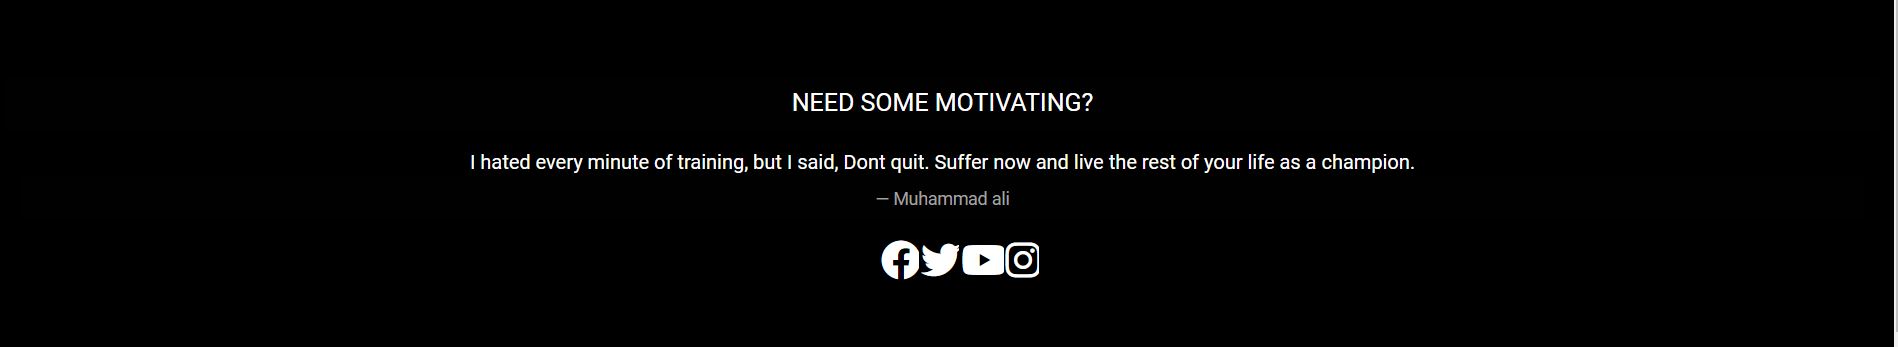 NEED SOME MOTIVATING?
I hated every minute of training, but I said, Dont quit. Suffer now and live the rest of your life as a champion.
— Muhammad ali